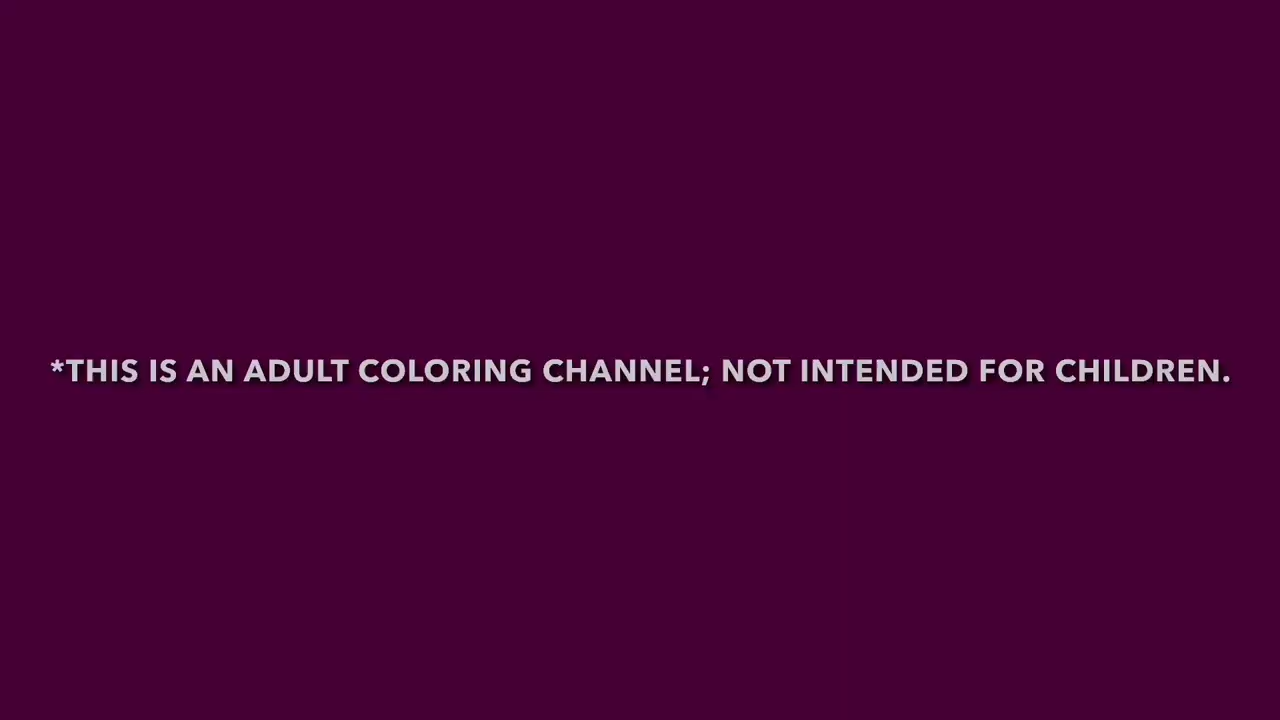 *THIS IS AN ADULT COLORING CHANNEL; NOT INTENDED FOR CHILDREN.